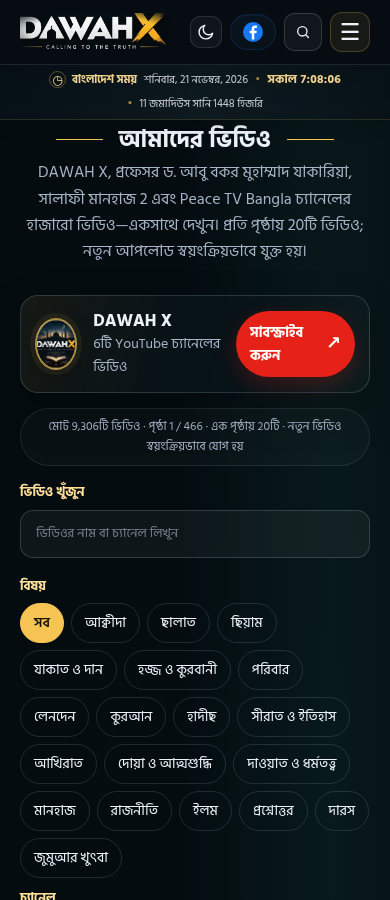 DAWAHX
CALLING TO THE TRUTH
বাংলাদেশ সময় শনিবার, 21 নভেম্বর, 2026 • সকাল 7:08:06
• 11 জমাদিউস সানি 1448 হিজরি
আমাদের ভিডিও
DAWAH X, প্রফেসর ড. আবু বকর মুহাম্মাদ যাকারিয়া,
সালাফী মানহাজ 2 এবং Peace TV Bangla চ্যানেলের
হাজারো ভিডিও—একসাথে দেখুন। প্রতি পৃষ্ঠায় 20টি ভিডিও;
নতুন আপলোড স্বয়ংক্রিয়ভাবে যুক্ত হয়।
DAWAH X
6টি YouTube চ্যানেলের
ভিডিও
সাবস্ক্রাইব
করুন ↗
মোট 9,306টি ভিডিও · পৃষ্ঠা 1 / 466 · এক পৃষ্ঠায় 20টি · নতুন ভিডিও
স্বয়ংক্রিয়ভাবে যোগ হয়
ভিডিও খুঁজুন
ভিডিওর নাম বা চ্যানেল লিখুন
বিষয়
সব আক্বীদা ছালাত ছিয়াম
যাকাত ও দান হজ্জ ও কুরবানী পরিবার
লেনদেন কুরআন হাদীছ সীরাত ও ইতিহাস
আখিরাত দোয়া ও আত্মশুদ্ধি দাওয়াত ও ধর্মতত্ত্ব
মানহাজ রাজনীতি ইলম প্রশ্নোত্তর দারস
জুমুআর খুৎবা
চ্যানেল